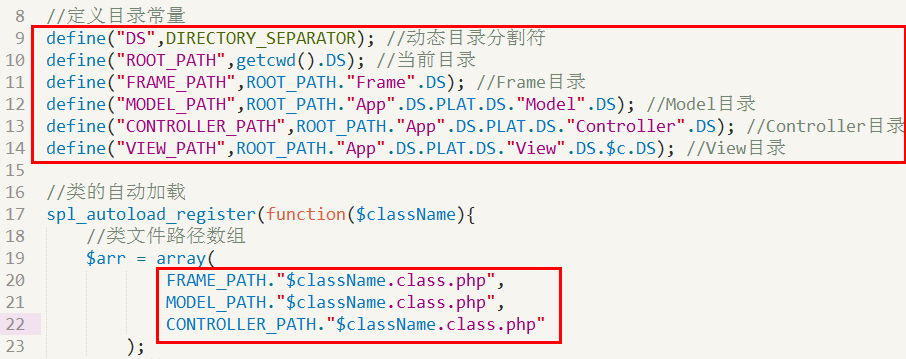 8 //定义目录常量
9 define("DS",DIRECTORY_SEPARATOR); //动态目录分割符
10 define("ROOT_PATH",getcwd().DS); //当前目录
11 define("FRAME_PATH",ROOT_PATH."Frame".DS); //Frame目录
12 define("MODEL_PATH",ROOT_PATH."App".DS.PLAT.DS."Model".DS); //Model目录
13 define("CONTROLLER_PATH",ROOT_PATH."App".DS.PLAT.DS."Controller".DS); //Controller目录
14 define("VIEW_PATH",ROOT_PATH."App".DS.PLAT.DS."View".DS.$c.DS); //View目录
15
16 //类的自动加载
17 spl_autoload_register(function($className){
18 //类文件路径数组
19 $arr = array(
20 FRAME_PATH."$className.class.php",
21 MODEL_PATH."$className.class.php",
22 CONTROLLER_PATH."$className.class.php"
23 );